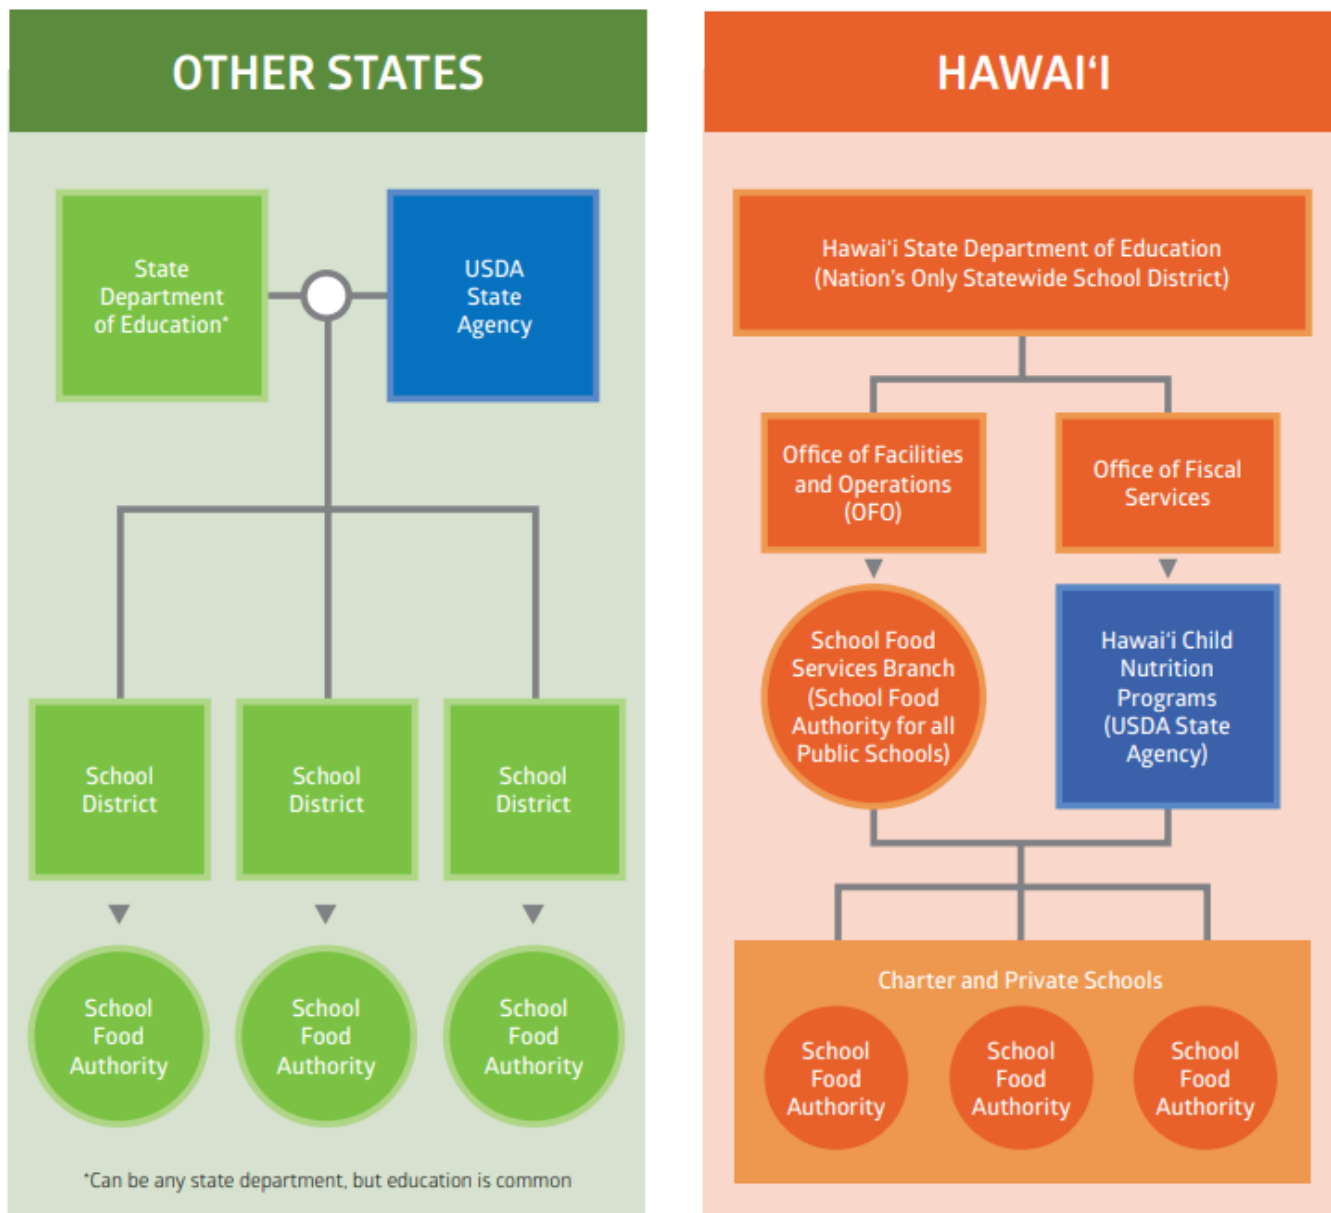 OTHER STATES
State
Department
of Education*
USDA
State
Agency
School
District
School
District
School
District
School
Food
Authority
School
Food
Authority
School
Food
Authority
*Can be any state department, but education is common
HAWAI‘I
Hawai‘i State Department of Education
(Nation’s Only Statewide School District)
Office of Facilities
and Operations
(OFO)
Office of Fiscal
Services
School Food
Services Branch
(School Food
Authority for all
Public Schools)
Hawai‘i Child
Nutrition
Programs
(USDA State
Agency)
Charter and Private Schools
School
Food
Authority
School
Food
Authority
School
Food
Authority